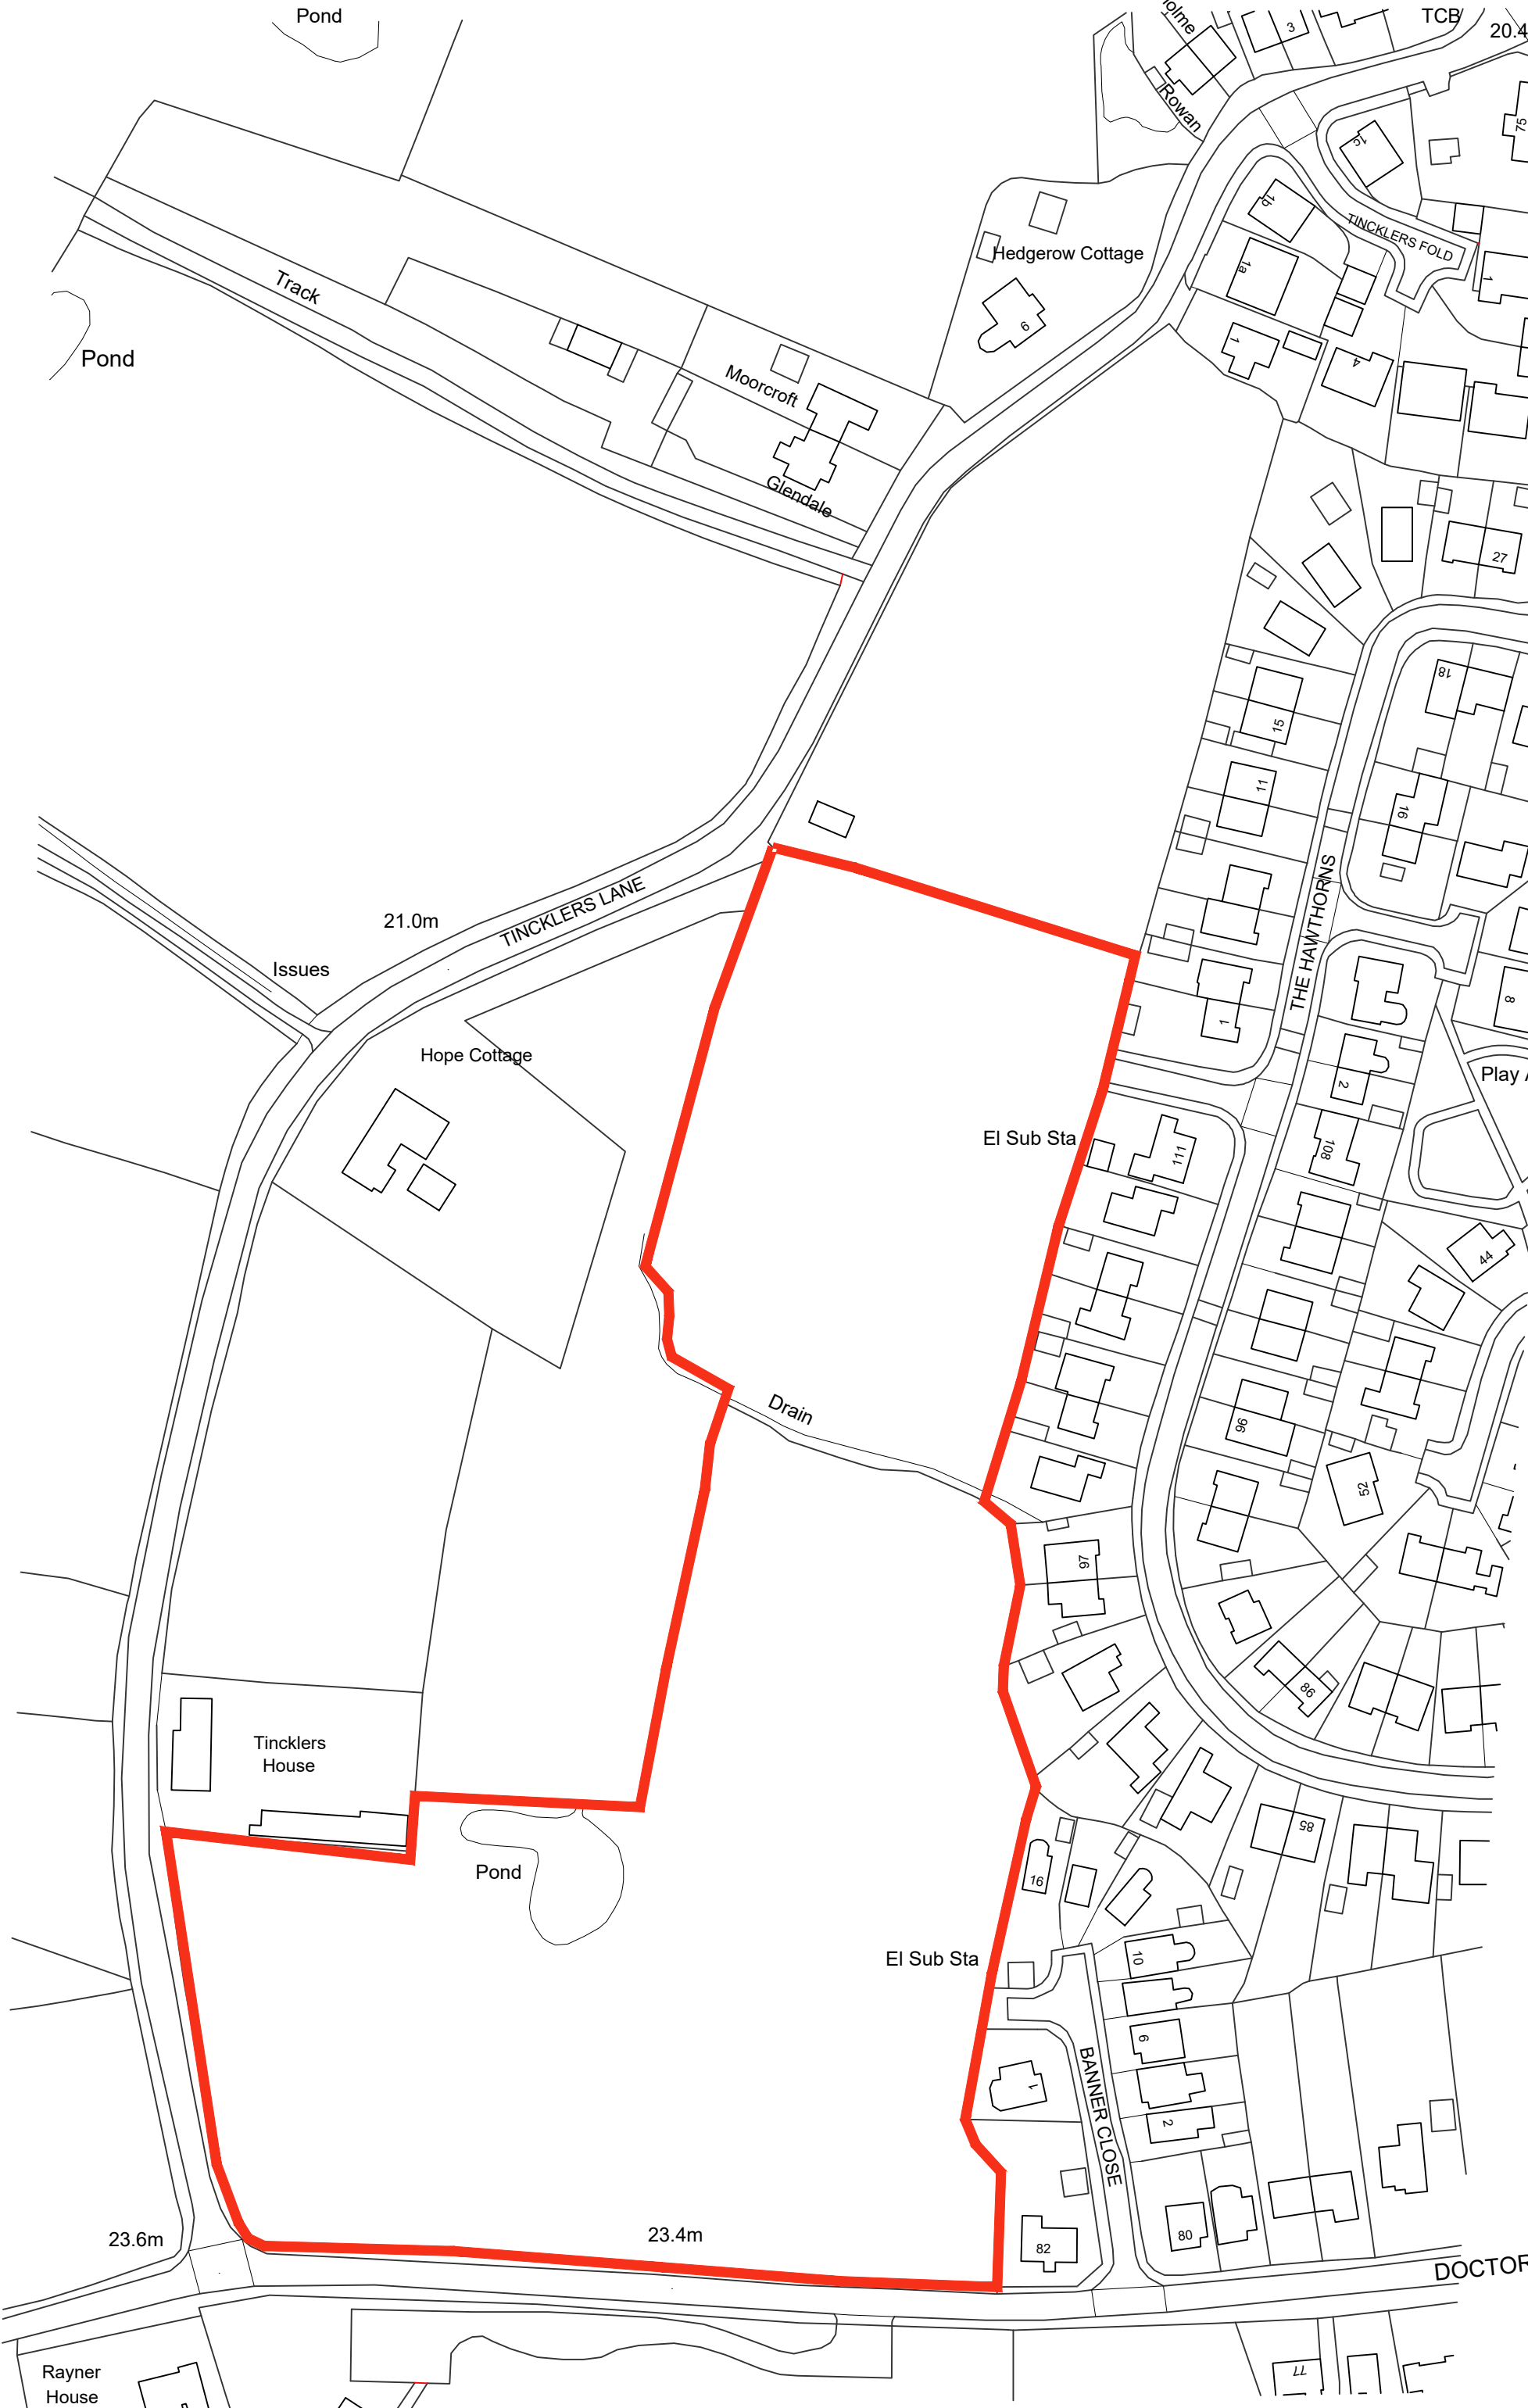 Pond
TCB
20.4
3
Rowan
75
1c
1b
TINCKLERS FOLD
Hedgerow Cottage
1a
1
9
Track
1
4
Pond
Moorcroft
Glendale
27
18
15
11
16
THE HAWTHORNS
TINCKLERS LANE
21.0m
Issues
8
1
Hope Cottage
Play
2
El Sub Sta
111
108
44
Drain
96
52
97
86
Tincklers
House
85
Pond
16
El Sub Sta
10
6
1
BANNER CLOSE
2
23.6m
23.4m
80
82
DOCTOR
Rayner
House
77